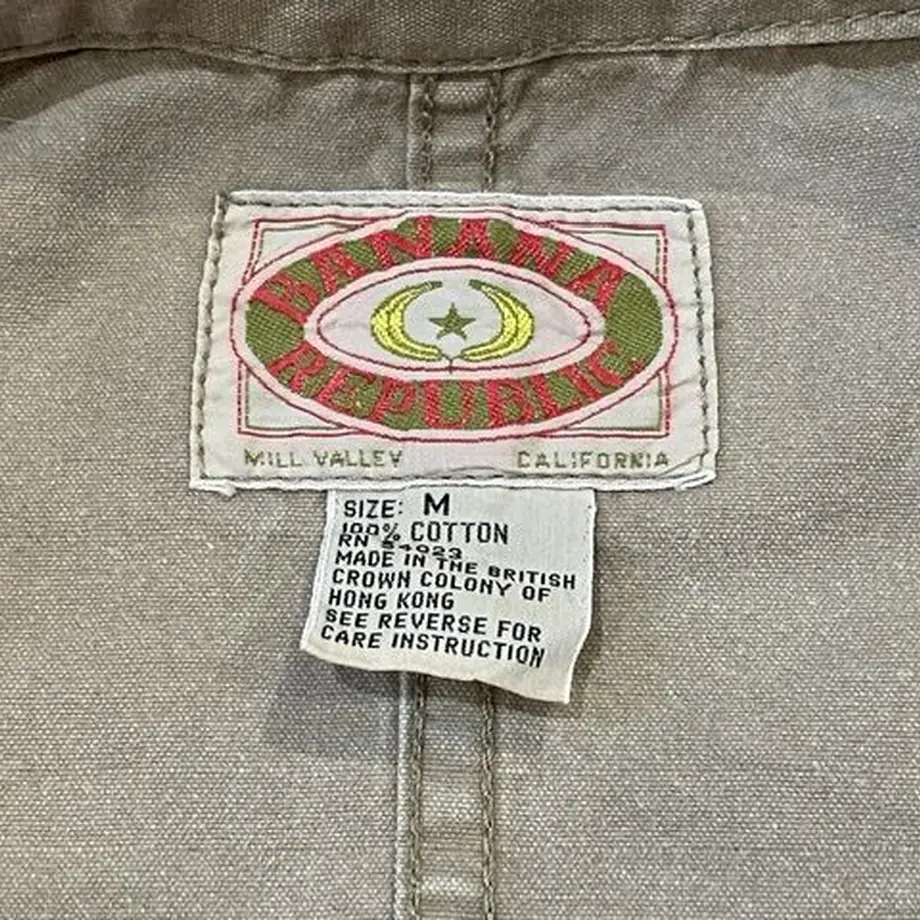 BANANA
REPUBLIC
MILL VALLEY CALIFORNIA
SIZE: M
100% COTTON
RN 54023
MADE IN THE BRITISH
CROWN COLONY OF
HONG KONG
SEE REVERSE FOR
CARE INSTRUCTION